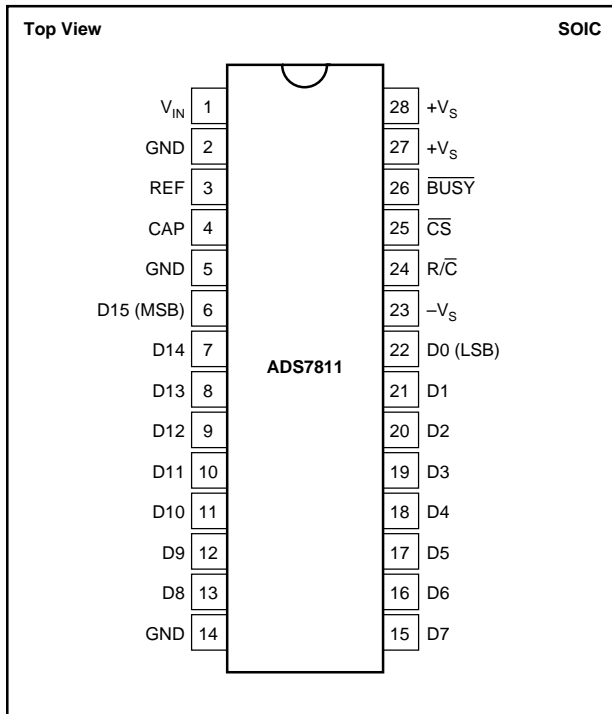 Top View SOIC
V_IN 1 28 +V_S
GND 2 27 +V_S
REF 3 26 B̅U̅S̅Y̅
CAP 4 25 C̅S̅
GND 5 24 R/C̅
D15 (MSB) 6 23 –V_S
D14 7 22 D0 (LSB)
ADS7811
D13 8 21 D1
D12 9 20 D2
D11 10 19 D3
D10 11 18 D4
D9 12 17 D5
D8 13 16 D6
GND 14 15 D7